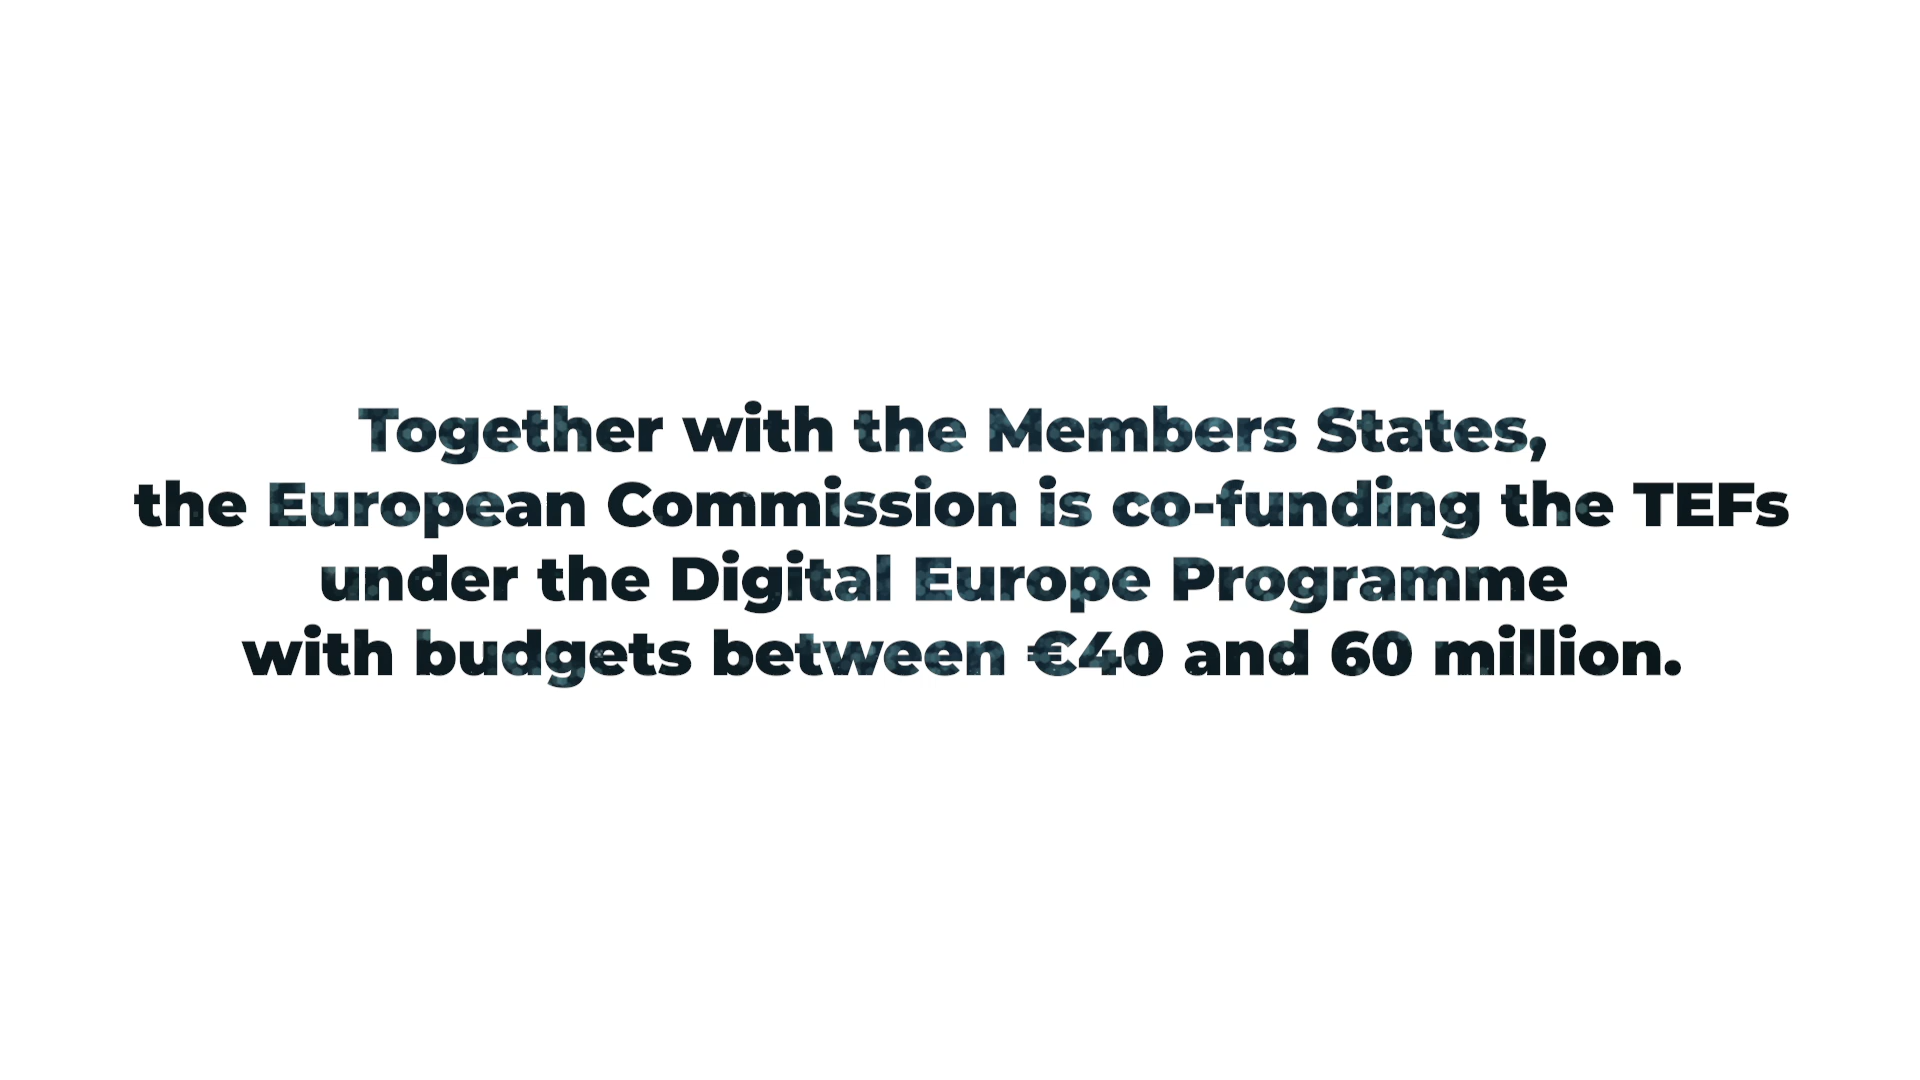 Together with the Members States,
the European Commission is co-funding the TEFs
under the Digital Europe Programme
with budgets between €40 and 60 million.